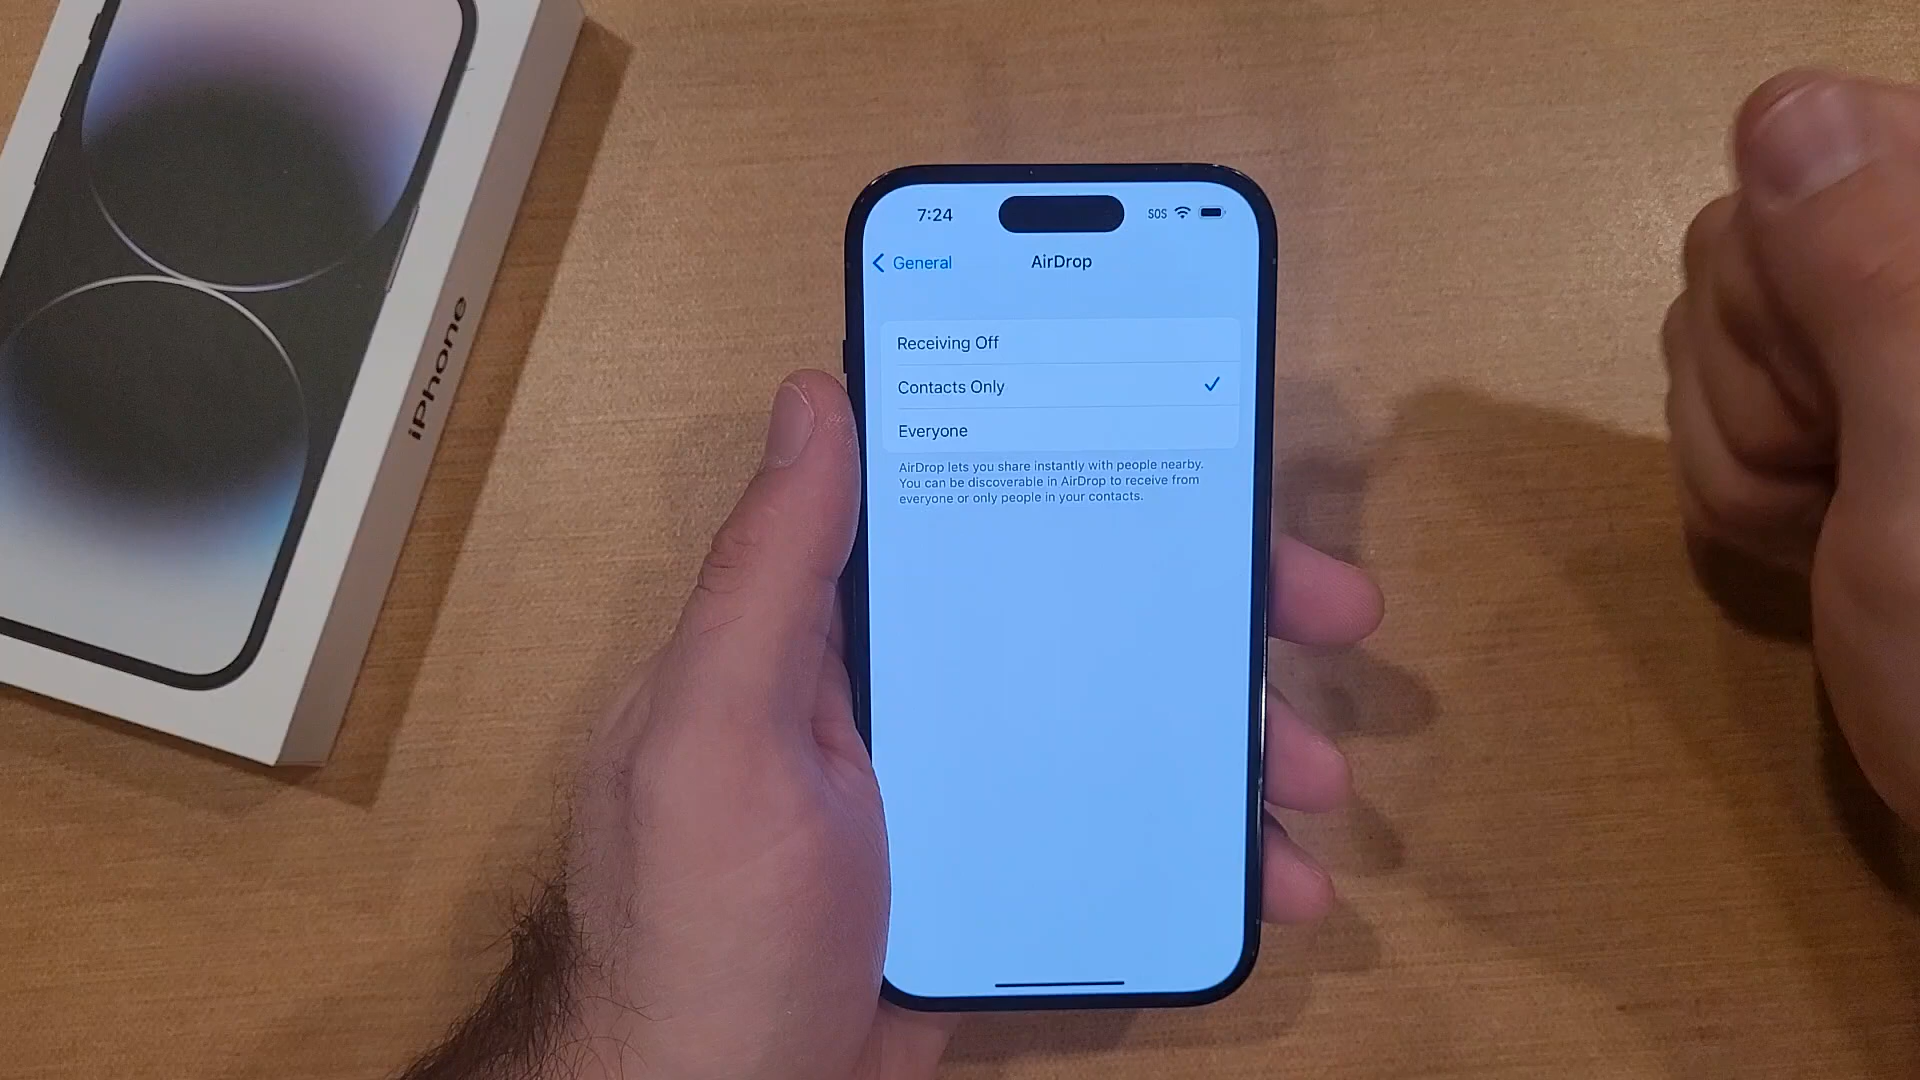 iPhone
7:24
SOS
General
AirDrop
Receiving Off
Contacts Only
Everyone
AirDrop lets you share instantly with people nearby.
You can be discoverable in AirDrop to receive from
everyone or only people in your contacts.